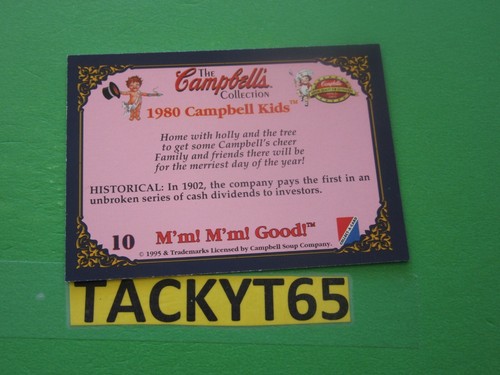 The
Campbell's
Collection
1980 Campbell Kids™
Home with holly and the tree
to get some Campbell's cheer
Family and friends there will be
for the merriest day of the year!
HISTORICAL: In 1902, the company pays the first in an
unbroken series of cash dividends to investors.
10
M'm! M'm! Good!™
© 1995 & Trademarks Licensed by Campbell Soup Company.
TACKYT65